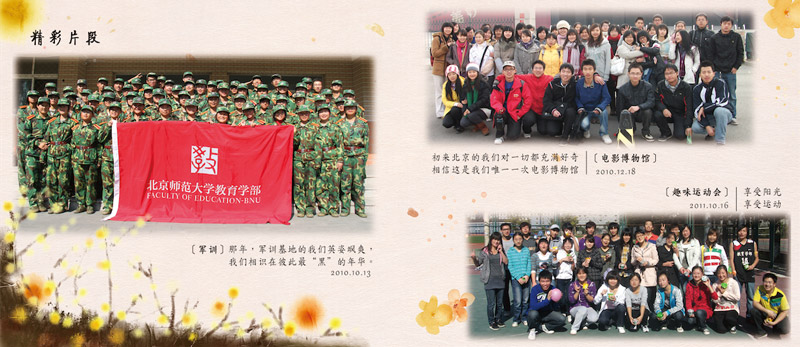 精彩片段
北京师范大学教育学部
FACULTY OF EDUCATION-BNU
[军训] 那年，军训基地的我们英姿飒爽，
我们相识在彼此最“黑”的年华。
2010.10.13
初来北京的我们对一切都充满好奇
相信这是我们唯一一次电影博物馆
[电影博物馆]
2010.12.18
[趣味运动会]
2011.10.16
享受阳光
享受运动